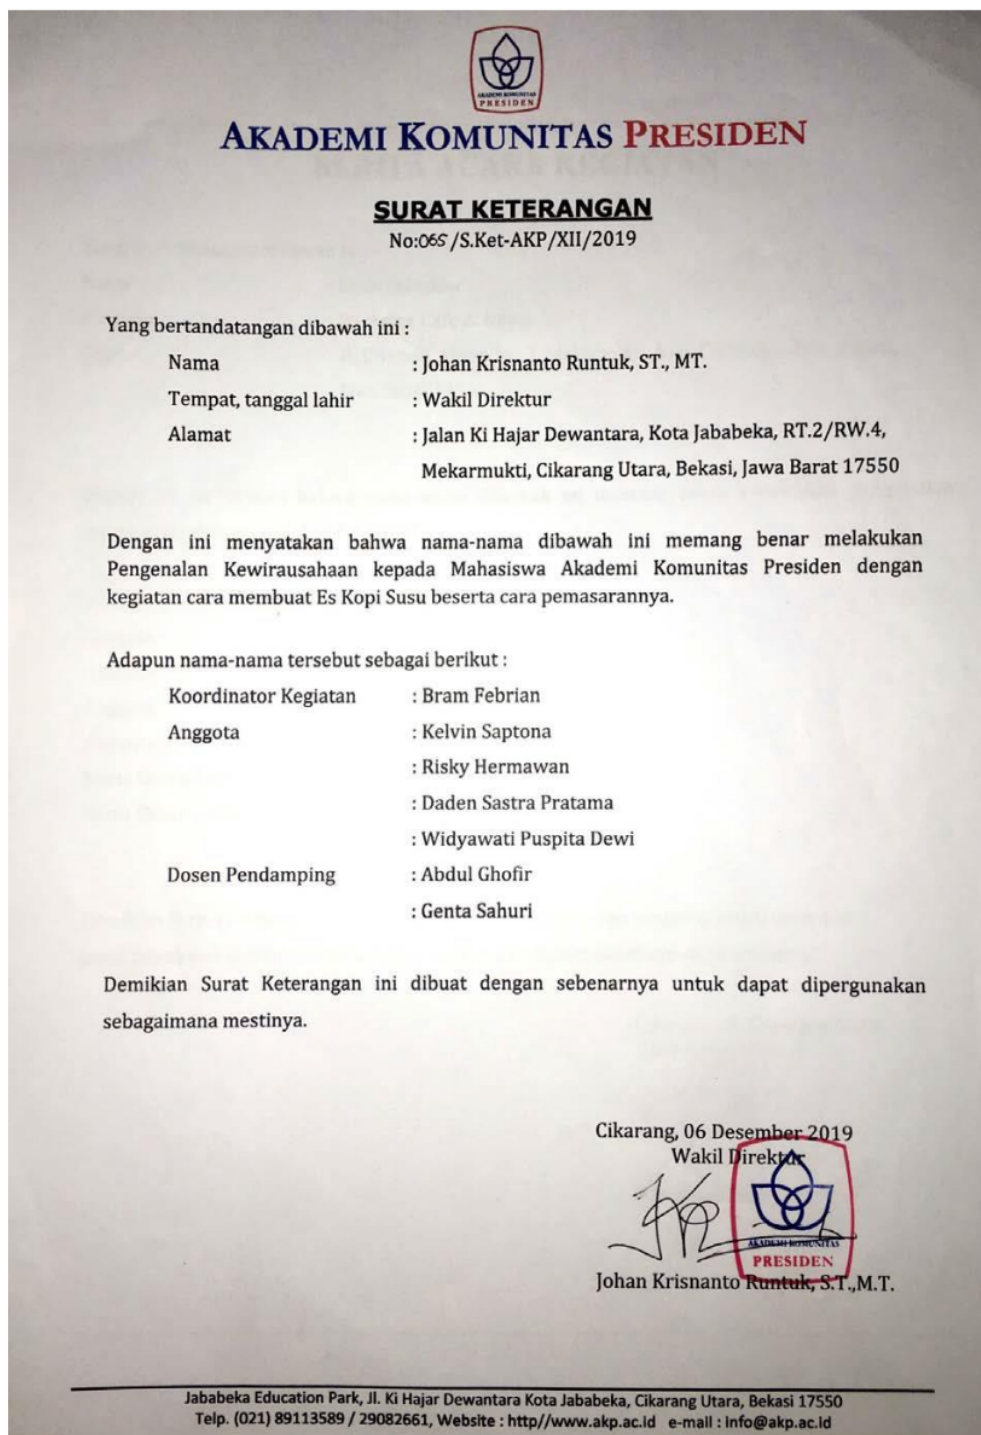 AKADEMI KOMUNITAS
PRESIDEN
AKADEMI KOMUNITAS PRESIDEN
SURAT KETERANGAN
No:065/S.Ket-AKP/XII/2019
Yang bertandatangan dibawah ini :
Nama : Johan Krisnanto Runtuk, ST., MT.
Tempat, tanggal lahir : Wakil Direktur
Alamat : Jalan Ki Hajar Dewantara, Kota Jababeka, RT.2/RW.4,
Mekarmukti, Cikarang Utara, Bekasi, Jawa Barat 17550
Dengan ini menyatakan bahwa nama-nama dibawah ini memang benar melakukan
Pengenalan Kewirausahaan kepada Mahasiswa Akademi Komunitas Presiden dengan
kegiatan cara membuat Es Kopi Susu beserta cara pemasarannya.
Adapun nama-nama tersebut sebagai berikut :
Koordinator Kegiatan : Bram Febrian
Anggota : Kelvin Saptona
: Risky Hermawan
: Daden Sastra Pratama
: Widyawati Puspita Dewi
Dosen Pendamping : Abdul Ghofir
: Genta Sahuri
Demikian Surat Keterangan ini dibuat dengan sebenarnya untuk dapat dipergunakan
sebagaimana mestinya.
Cikarang, 06 Desember 2019
Wakil Direktur
AKADEMI KOMUNITAS
PRESIDEN
Johan Krisnanto Runtuk, S.T.,M.T.
Jababeka Education Park, Jl. Ki Hajar Dewantara Kota Jababeka, Cikarang Utara, Bekasi 17550
Telp. (021) 89113589 / 29082661, Website : http//www.akp.ac.id e-mail : info@akp.ac.id